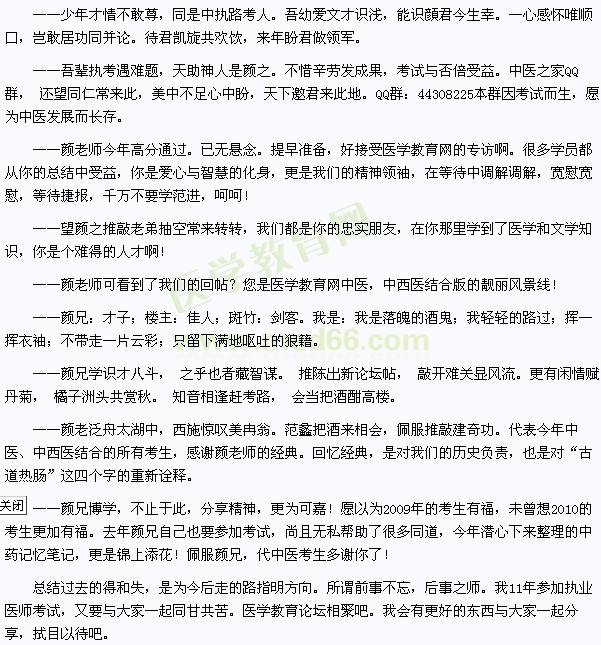 ——少年才情不敢尊，同是中执路考人。吾幼爱文才识浅，能识颜君今生幸。一心感怀唯顺
口，岂敢居功同并论。待君凯旋共欢饮，来年盼君做领军。
——吾辈执考遇难题，天助神人是颜之。不惜辛劳发成果，考试与否倍受益。中医之家QQ
群， 还望同仁常来此，美中不足心中盼，天下邀君来此地。QQ群：44308225本群因考试而生，愿
为中医发展而长存。
——颜老师今年高分通过。已无悬念。提早准备，好接受医学教育网的专访啊。很多学员都
从你的总结中受益，你是爱心与智慧的化身，更是我们的精神领袖，在等待中调解调解，宽慰宽
慰，等待捷报，千万不要学范进，呵呵！
——望颜之推敲老弟抽空常来转转，我们都是你的忠实朋友，在你那里学到了医学和文学知
识，你是个难得的人才啊！
——颜老师可看到了我们的回帖？您是医学教育网中医，中西医结合版的靓丽风景线！
——颜兄：才子；楼主：佳人；斑竹：剑客。我是：我是落魄的酒鬼；我轻轻的路过；挥一
挥衣袖；不带走一片云彩；只留下满地呕吐的狼籍。
——颜兄学识才八斗， 之乎也者藏智谋。 推陈出新论坛帖， 敲开难关显风流。更有闲情赋
丹菊， 橘子洲头共赏秋。 知音相逢赶考路， 会当把酒酣高楼。
——颜老泛舟太湖中，西施惊叹美冉翁。范蠡把酒来相会，佩服推敲建奇功。代表今年中
医、中西医结合的所有考生，感谢颜老师的经典。回忆经典，是对我们的历史负责，也是对“古
道热肠”这四个字的重新诠释。
关闭
——颜兄博学，不止于此，分享精神，更为可嘉！愿以为2009年的考生有福，未曾想2010的
考生更加有福。去年颜兄自己也要参加考试，尚且无私帮助了很多同道，今年潜心下来整理的中
药记忆笔记，更是锦上添花！佩服颜兄，代中医考生多谢你了！
总结过去的得和失，是为今后走的路指明方向。所谓前事不忘，后事之师。我11年参加执业
医师考试，又要与大家一起同甘共苦。医学教育论坛相聚吧。我会有更好的东西与大家一起分
享，拭目以待吧。
医学教育网